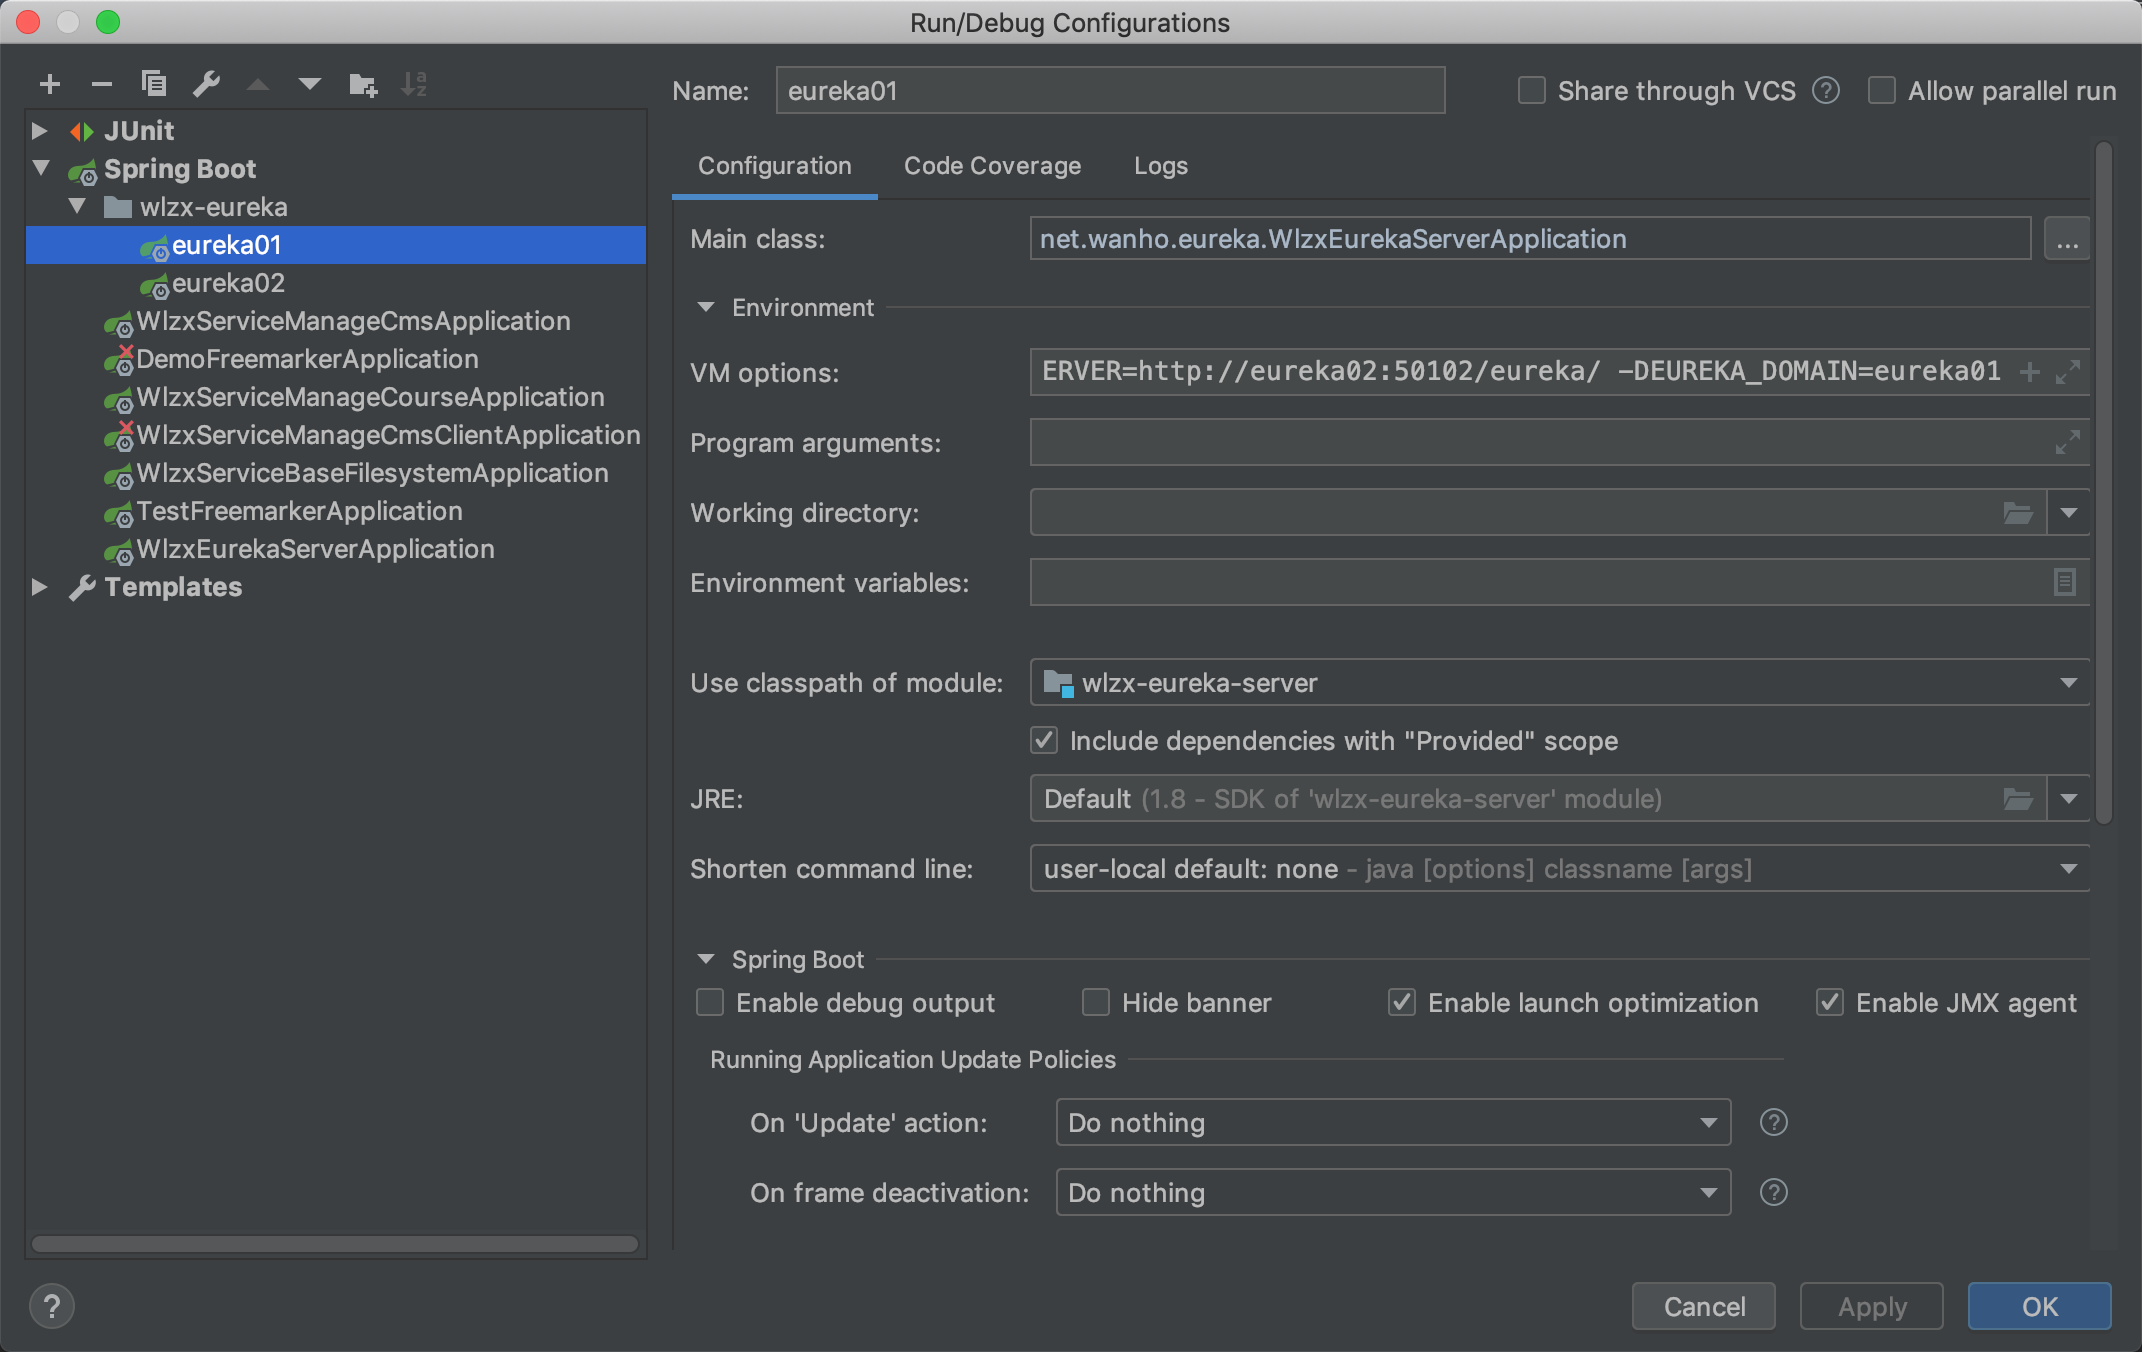 Run/Debug Configurations
Name: eureka01 Share through VCS ? Allow parallel run
JUnit
Spring Boot
wlzx-eureka
eureka01
eureka02
WlzxServiceManageCmsApplication
DemoFreemarkerApplication
WlzxServiceManageCourseApplication
WlzxServiceManageCmsClientApplication
WlzxServiceBaseFilesystemApplication
TestFreemarkerApplication
WlzxEurekaServerApplication
Templates
Configuration Code Coverage Logs
Main class: net.wanho.eureka.WlzxEurekaServerApplication ...
Environment
VM options: ERVER=http://eureka02:50102/eureka/ -DEUREKA_DOMAIN=eureka01
Program arguments:
Working directory:
Environment variables:
Use classpath of module: wlzx-eureka-server
Include dependencies with "Provided" scope
JRE: Default (1.8 - SDK of 'wlzx-eureka-server' module)
Shorten command line: user-local default: none - java [options] classname [args]
Spring Boot
Enable debug output Hide banner Enable launch optimization Enable JMX agent
Running Application Update Policies
On 'Update' action: Do nothing ?
On frame deactivation: Do nothing ?
? Cancel Apply OK